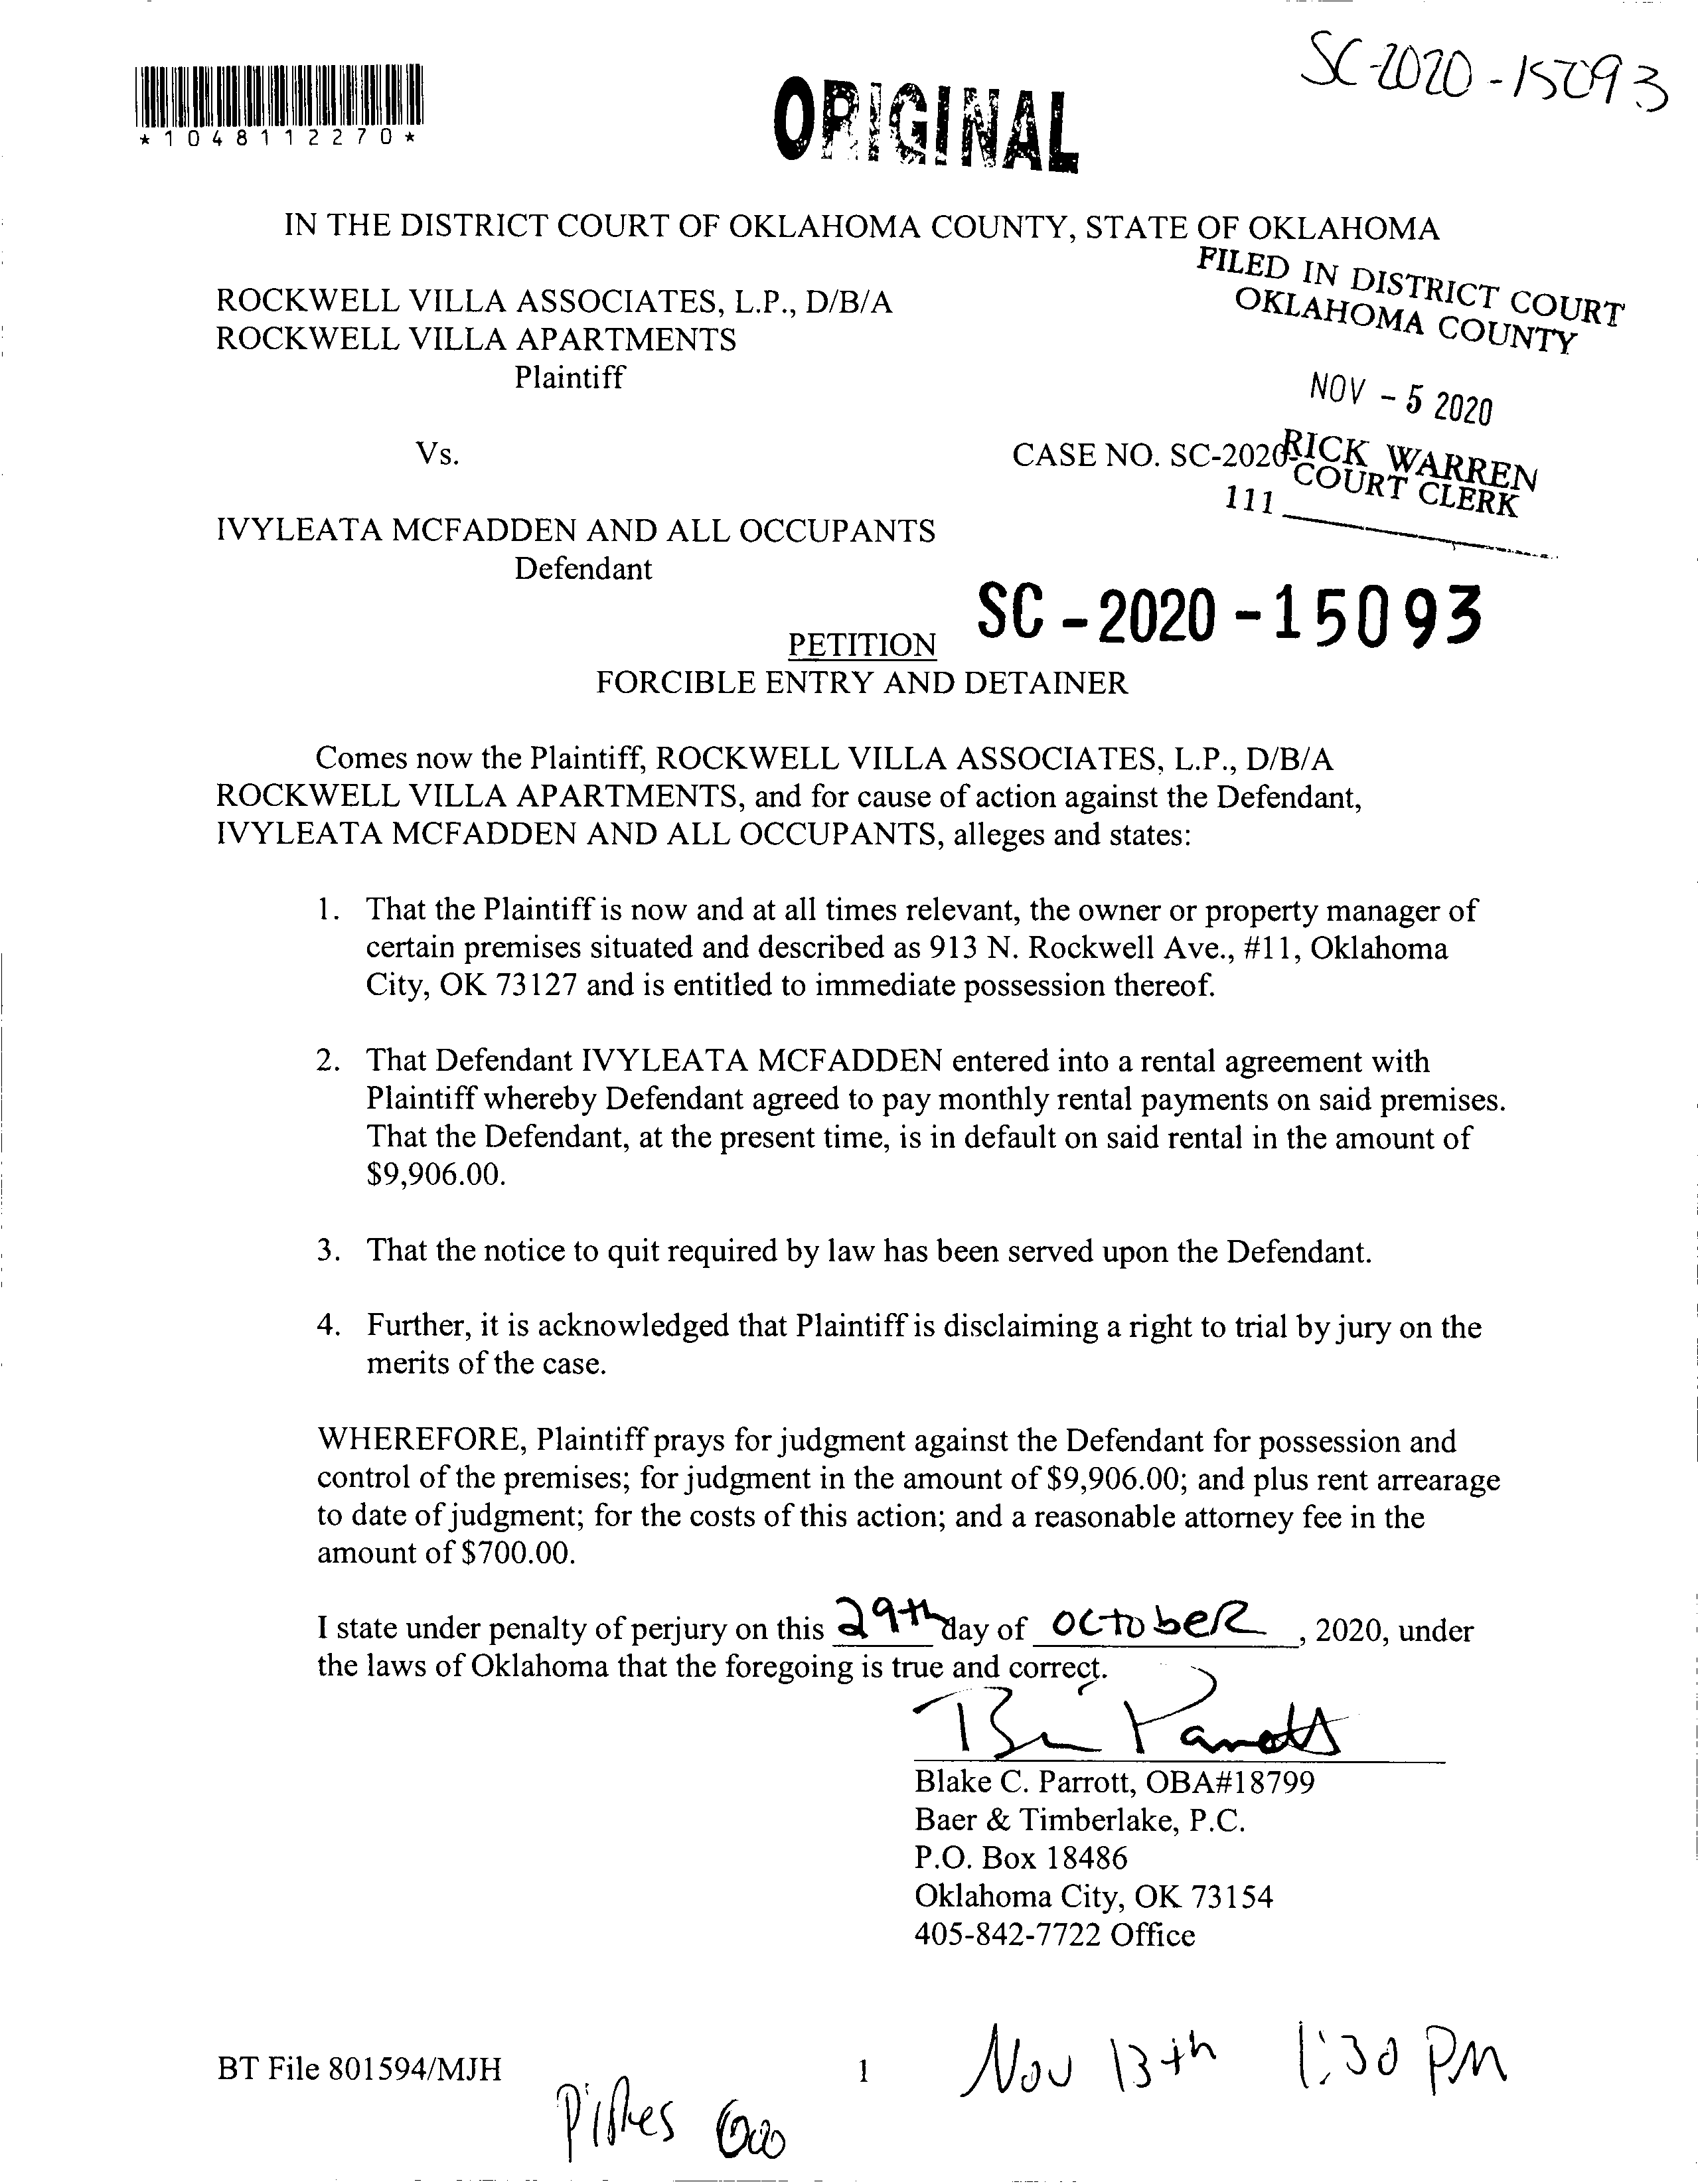 SC-2020-15093
*1048112270*
ORIGINAL
IN THE DISTRICT COURT OF OKLAHOMA COUNTY, STATE OF OKLAHOMA
FILED IN DISTRICT COURT
OKLAHOMA COUNTY
ROCKWELL VILLA ASSOCIATES, L.P., D/B/A
ROCKWELL VILLA APARTMENTS
Plaintiff
NOV - 5 2020
Vs.
CASE NO. SC-2020-
RICK WARREN
COURT CLERK
111
IVYLEATA MCFADDEN AND ALL OCCUPANTS
Defendant
SC-2020-15093
PETITION
FORCIBLE ENTRY AND DETAINER
Comes now the Plaintiff, ROCKWELL VILLA ASSOCIATES, L.P., D/B/A
ROCKWELL VILLA APARTMENTS, and for cause of action against the Defendant,
IVYLEATA MCFADDEN AND ALL OCCUPANTS, alleges and states:
1. That the Plaintiff is now and at all times relevant, the owner or property manager of
certain premises situated and described as 913 N. Rockwell Ave., #11, Oklahoma
City, OK 73127 and is entitled to immediate possession thereof.
2. That Defendant IVYLEATA MCFADDEN entered into a rental agreement with
Plaintiff whereby Defendant agreed to pay monthly rental payments on said premises.
That the Defendant, at the present time, is in default on said rental in the amount of
$9,906.00.
3. That the notice to quit required by law has been served upon the Defendant.
4. Further, it is acknowledged that Plaintiff is disclaiming a right to trial by jury on the
merits of the case.
WHEREFORE, Plaintiff prays for judgment against the Defendant for possession and
control of the premises; for judgment in the amount of $9,906.00; and plus rent arrearage
to date of judgment; for the costs of this action; and a reasonable attorney fee in the
amount of $700.00.
I state under penalty of perjury on this 29th day of October, 2020, under
the laws of Oklahoma that the foregoing is true and correct.
Blake C. Parrott, OBA#18799
Baer & Timberlake, P.C.
P.O. Box 18486
Oklahoma City, OK 73154
405-842-7722 Office
BT File 801594/MJH
1
Nov 13th 1:30 PM